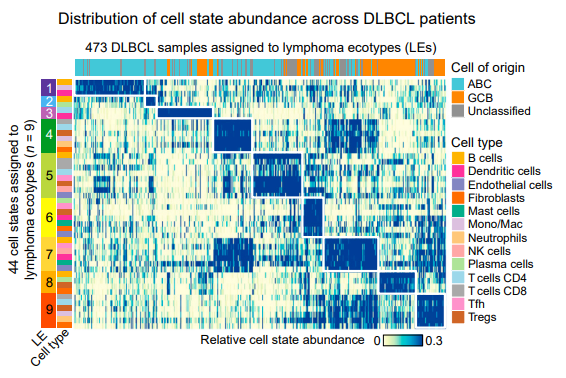 Distribution of cell state abundance across DLBCL patients
473 DLBCL samples assigned to lymphoma ecotypes (LEs)
44 cell states assigned to
lymphoma ecotypes (n = 9)
1
2
3
4
5
6
7
8
9
LE
Cell type
Relative cell state abundance 0 0.3
Cell of origin
ABC
GCB
Unclassified
Cell type
B cells
Dendritic cells
Endothelial cells
Fibroblasts
Mast cells
Mono/Mac
Neutrophils
NK cells
Plasma cells
T cells CD4
T cells CD8
Tfh
Tregs